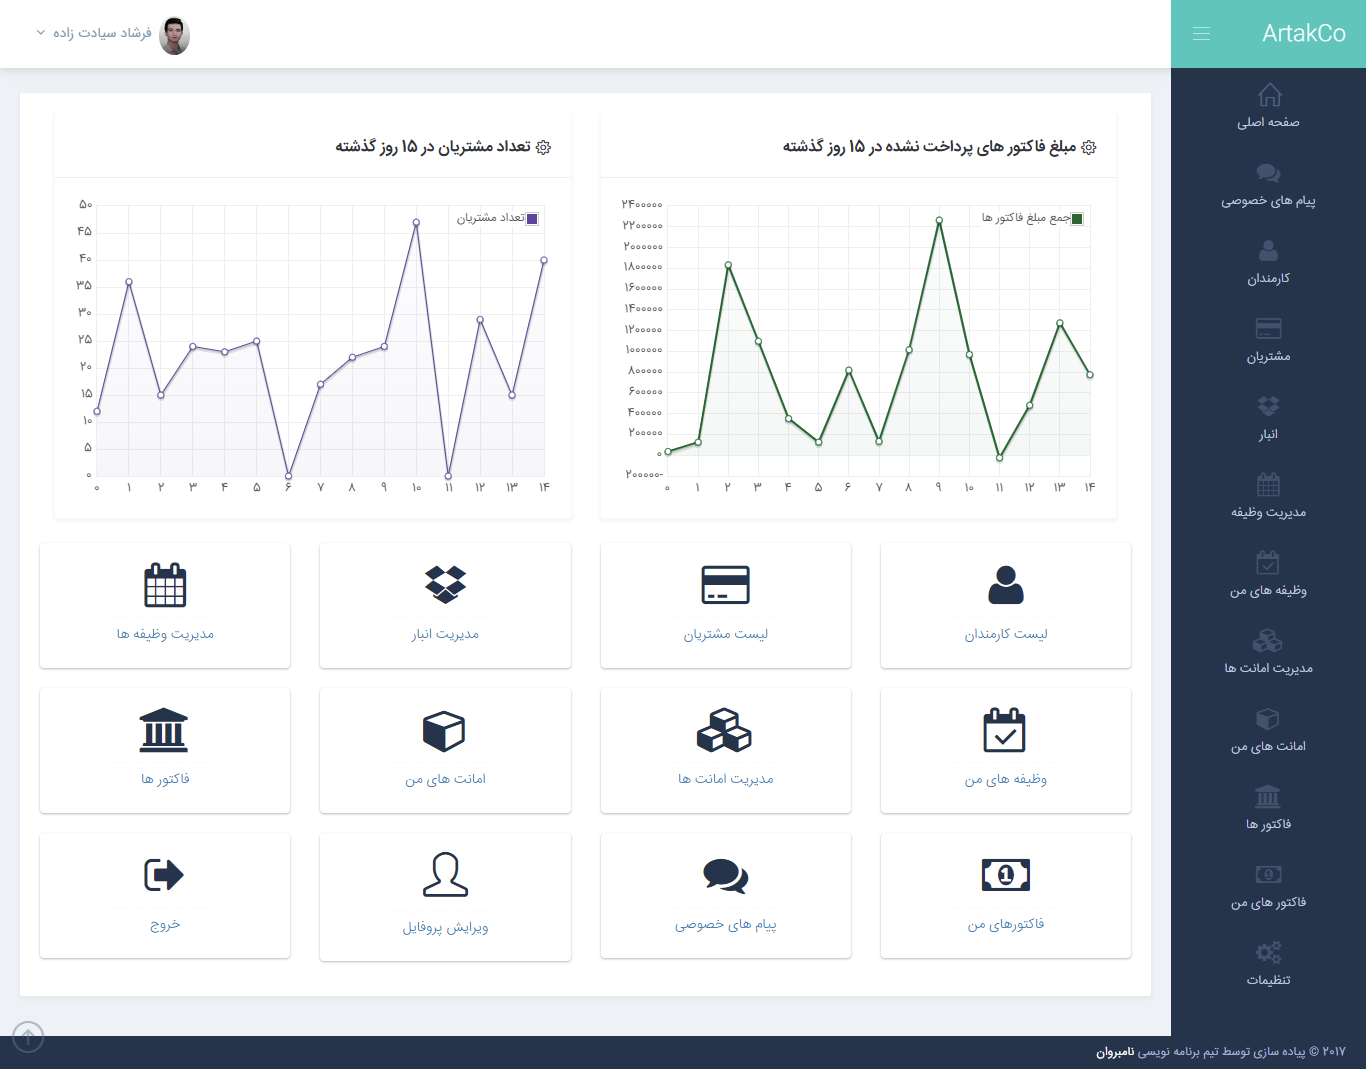 ArtakCo
فرشاد سیادت زاده
صفحه اصلی
پیام های خصوصی
کارمندان
مشتریان
انبار
مدیریت وظیفه
وظیفه های من
مدیریت امانت ها
امانت های من
فاکتور ها
فاکتور های من
تنظیمات
مبلغ فاکتور های پرداخت نشده در ۱۵ روز گذشته
جمع مبلغ فاکتور ها
۲۴۰۰۰۰۰
۲۲۰۰۰۰۰
۲۰۰۰۰۰۰
۱۸۰۰۰۰۰
۱۶۰۰۰۰۰
۱۴۰۰۰۰۰
۱۲۰۰۰۰۰
۱۰۰۰۰۰۰
۸۰۰۰۰۰
۶۰۰۰۰۰
۴۰۰۰۰۰
۲۰۰۰۰۰
۰
۲۰۰۰۰۰-
۰ ۱ ۲ ۳ ۴ ۵ ۶ ۷ ۸ ۹ ۱۰ ۱۱ ۱۲ ۱۳ ۱۴
تعداد مشتریان در ۱۵ روز گذشته
تعداد مشتریان
۵۰
۴۵
۴۰
۳۵
۳۰
۲۵
۲۰
۱۵
۱۰
۵
۰
۰ ۱ ۲ ۳ ۴ ۵ ۶ ۷ ۸ ۹ ۱۰ ۱۱ ۱۲ ۱۳ ۱۴
لیست کارمندان
لیست مشتریان
مدیریت انبار
مدیریت وظیفه ها
وظیفه های من
مدیریت امانت ها
امانت های من
فاکتور ها
1
فاکتورهای من
پیام های خصوصی
ویرایش پروفایل
خروج
۲۰۱۷ © پیاده سازی توسط تیم برنامه نویسی نامبروان